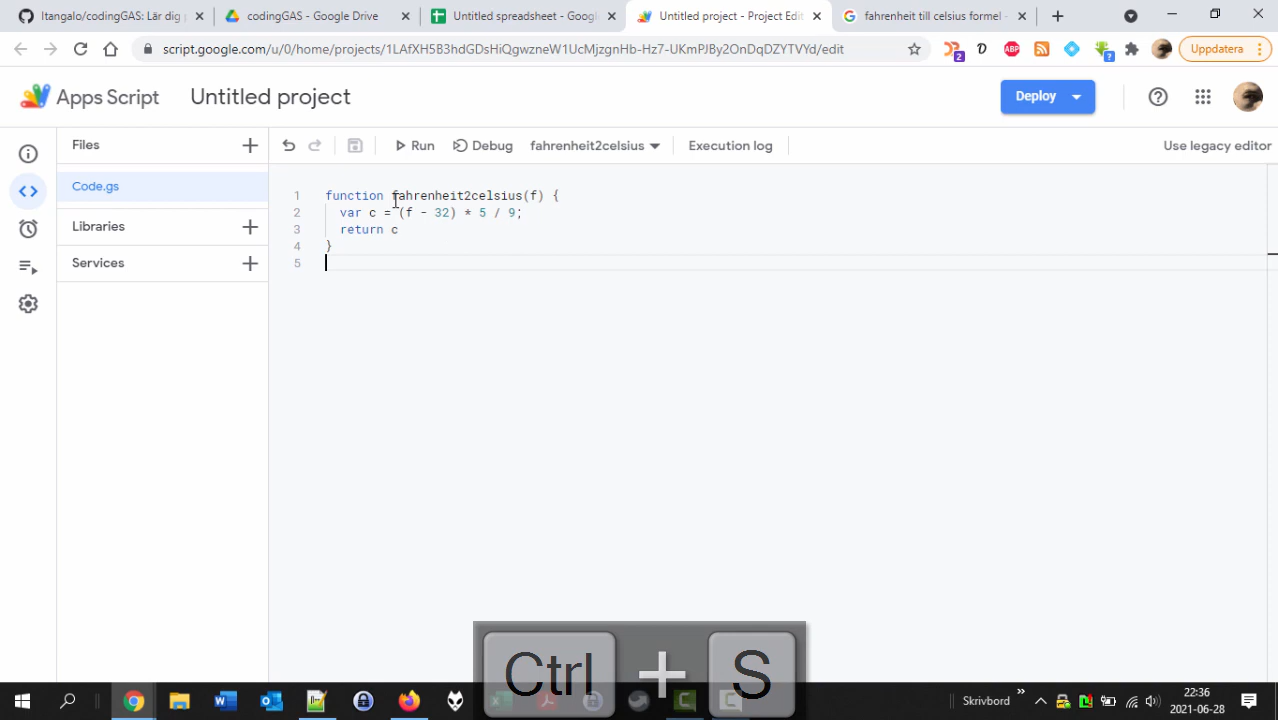 Itangalo/codingGAS: Lär dig
codingGAS - Google Drive
Untitled spreadsheet - Goog
Untitled project - Project Edit
fahrenheit till celsius formel -
script.google.com/u/0/home/projects/1LAfXH5B3hdGDsHiQgwzneW1UcMjzgnHb-Hz7-UKmPJBy2OnDqDZYTVYd/edit
2
ABP
?
Uppdatera
Apps Script
Untitled project
Deploy
Files
Run
Debug
fahrenheit2celsius
Execution log
Use legacy editor
Code.gs
Libraries
Services
1 function fahrenheit2celsius(f) {
2 var c = (f - 32) * 5 / 9;
3 return c
4 }
5
Ctrl + S
Skrivbord
22:36
2021-06-28